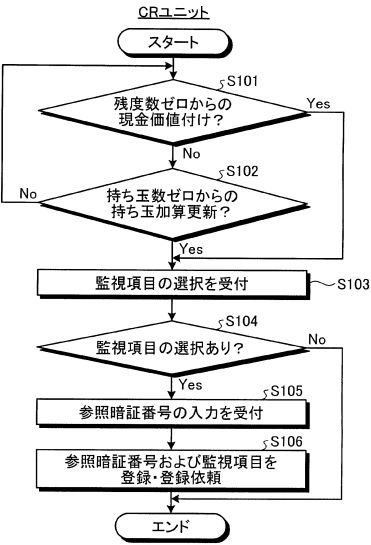 CRユニット
スタート
S101
残度数ゼロからの
現金価値付け？
Yes
No
S102
持ち玉数ゼロからの
持ち玉加算更新？
No
Yes
監視項目の選択を受付
S103
S104
監視項目の選択あり？
No
Yes
S105
参照暗証番号の入力を受付
S106
参照暗証番号および監視項目を
登録・登録依頼
エンド